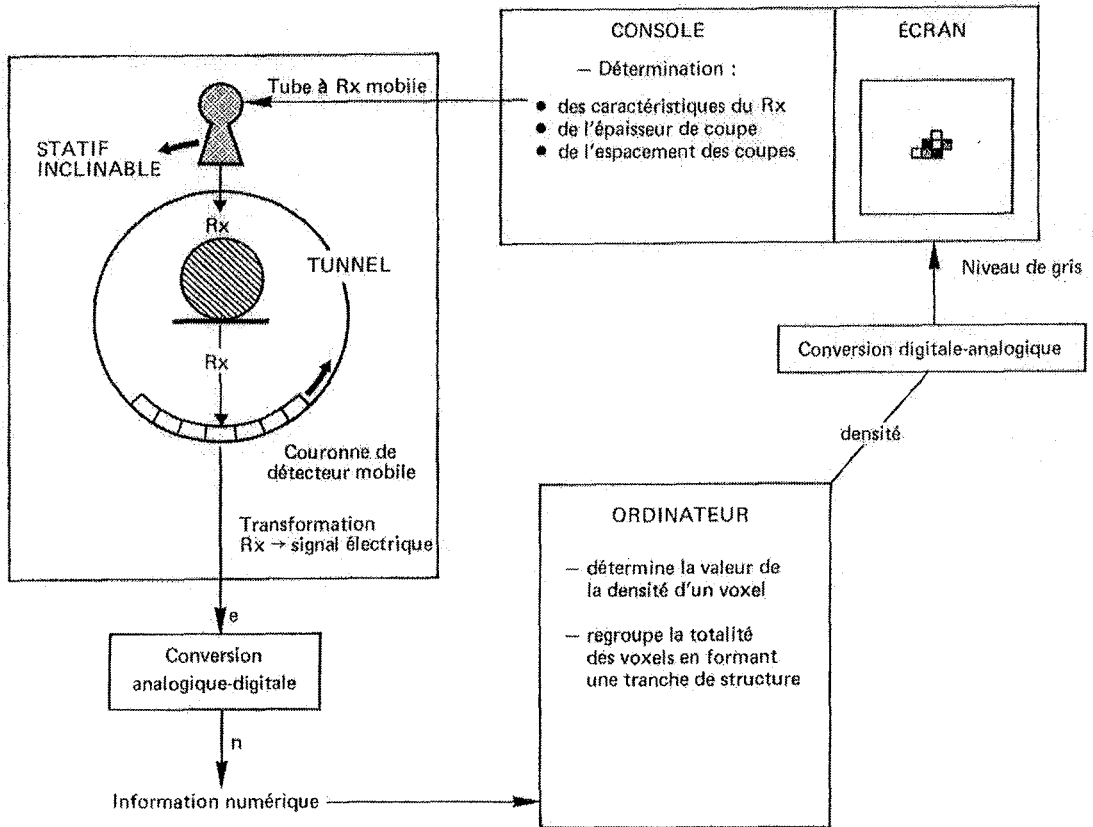 CONSOLE
— Détermination :
● des caractéristiques du Rx
● de l'épaisseur de coupe
● de l'espacement des coupes
ÉCRAN
Tube à Rx mobile
STATIF
INCLINABLE
Rx
TUNNEL
Rx
Couronne de
détecteur mobile
Transformation
Rx → signal électrique
e
Conversion
analogique-digitale
n
Information numérique
ORDINATEUR
— détermine la valeur de
la densité d'un voxel
— regroupe la totalité
des voxels en formant
une tranche de structure
densité
Conversion digitale-analogique
Niveau de gris